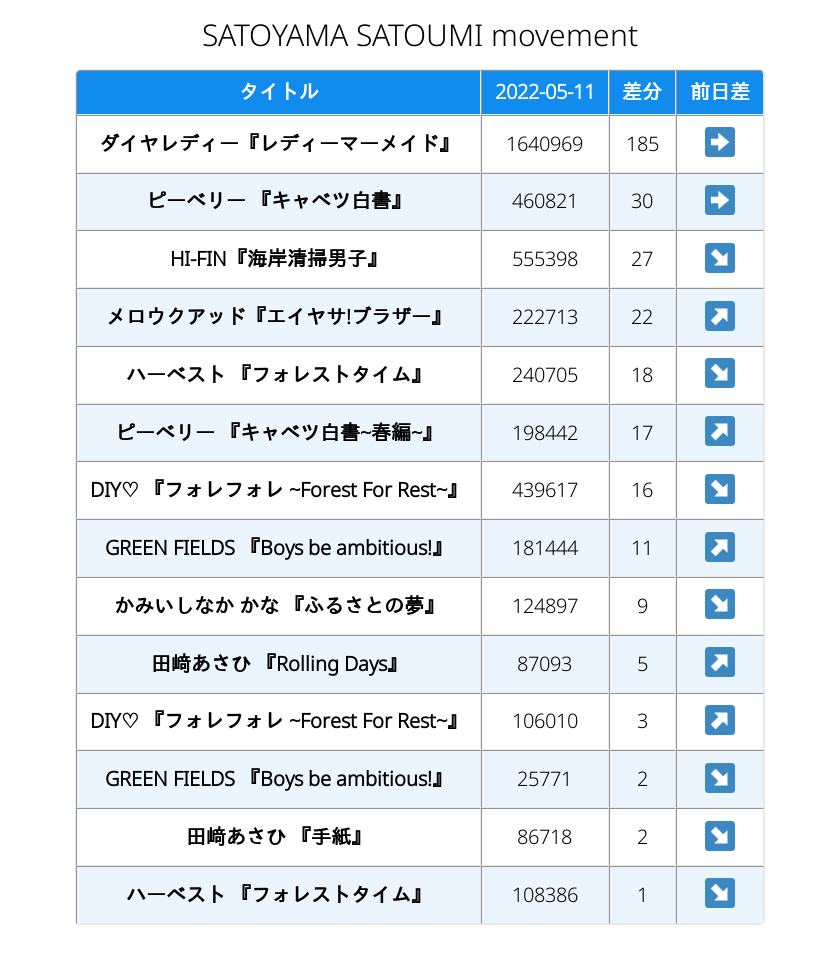 SATOYAMA SATOUMI movement
タイトル 2022-05-11 差分 前日差
ダイヤレディー『レディーマーメイド』 1640969 185 ➡
ピーベリー 『キャベツ白書』 460821 30 ➡
HI-FIN『海岸清掃男子』 555398 27 ↘
メロウクアッド『エイヤサ!ブラザー』 222713 22 ↗
ハーベスト 『フォレストタイム』 240705 18 ↘
ピーベリー 『キャベツ白書~春編~』 198442 17 ↗
DIY♡ 『フォレフォレ ~Forest For Rest~』 439617 16 ↘
GREEN FIELDS 『Boys be ambitious!』 181444 11 ↗
かみいしなか かな 『ふるさとの夢』 124897 9 ↘
田﨑あさひ 『Rolling Days』 87093 5 ↗
DIY♡ 『フォレフォレ ~Forest For Rest~』 106010 3 ↗
GREEN FIELDS 『Boys be ambitious!』 25771 2 ↘
田﨑あさひ 『手紙』 86718 2 ↘
ハーベスト 『フォレストタイム』 108386 1 ↘